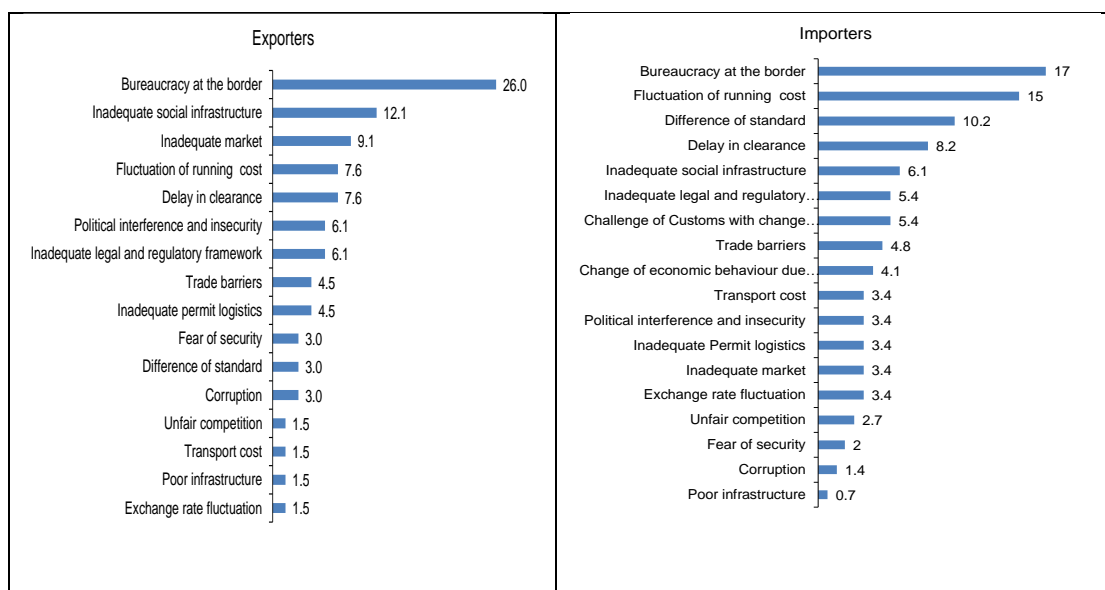 Exporters
Bureaucracy at the border 26.0
Inadequate social infrastructure 12.1
Inadequate market 9.1
Fluctuation of running cost 7.6
Delay in clearance 7.6
Political interference and insecurity 6.1
Inadequate legal and regulatory framework 6.1
Trade barriers 4.5
Inadequate permit logistics 4.5
Fear of security 3.0
Difference of standard 3.0
Corruption 3.0
Unfair competition 1.5
Transport cost 1.5
Poor infrastructure 1.5
Exchange rate fluctuation 1.5
Importers
Bureaucracy at the border 17
Fluctuation of running cost 15
Difference of standard 10.2
Delay in clearance 8.2
Inadequate social infrastructure 6.1
Inadequate legal and regulatory… 5.4
Challenge of Customs with change… 5.4
Trade barriers 4.8
Change of economic behaviour due… 4.1
Transport cost 3.4
Political interference and insecurity 3.4
Inadequate Permit logistics 3.4
Inadequate market 3.4
Exchange rate fluctuation 3.4
Unfair competition 2.7
Fear of security 2
Corruption 1.4
Poor infrastructure 0.7